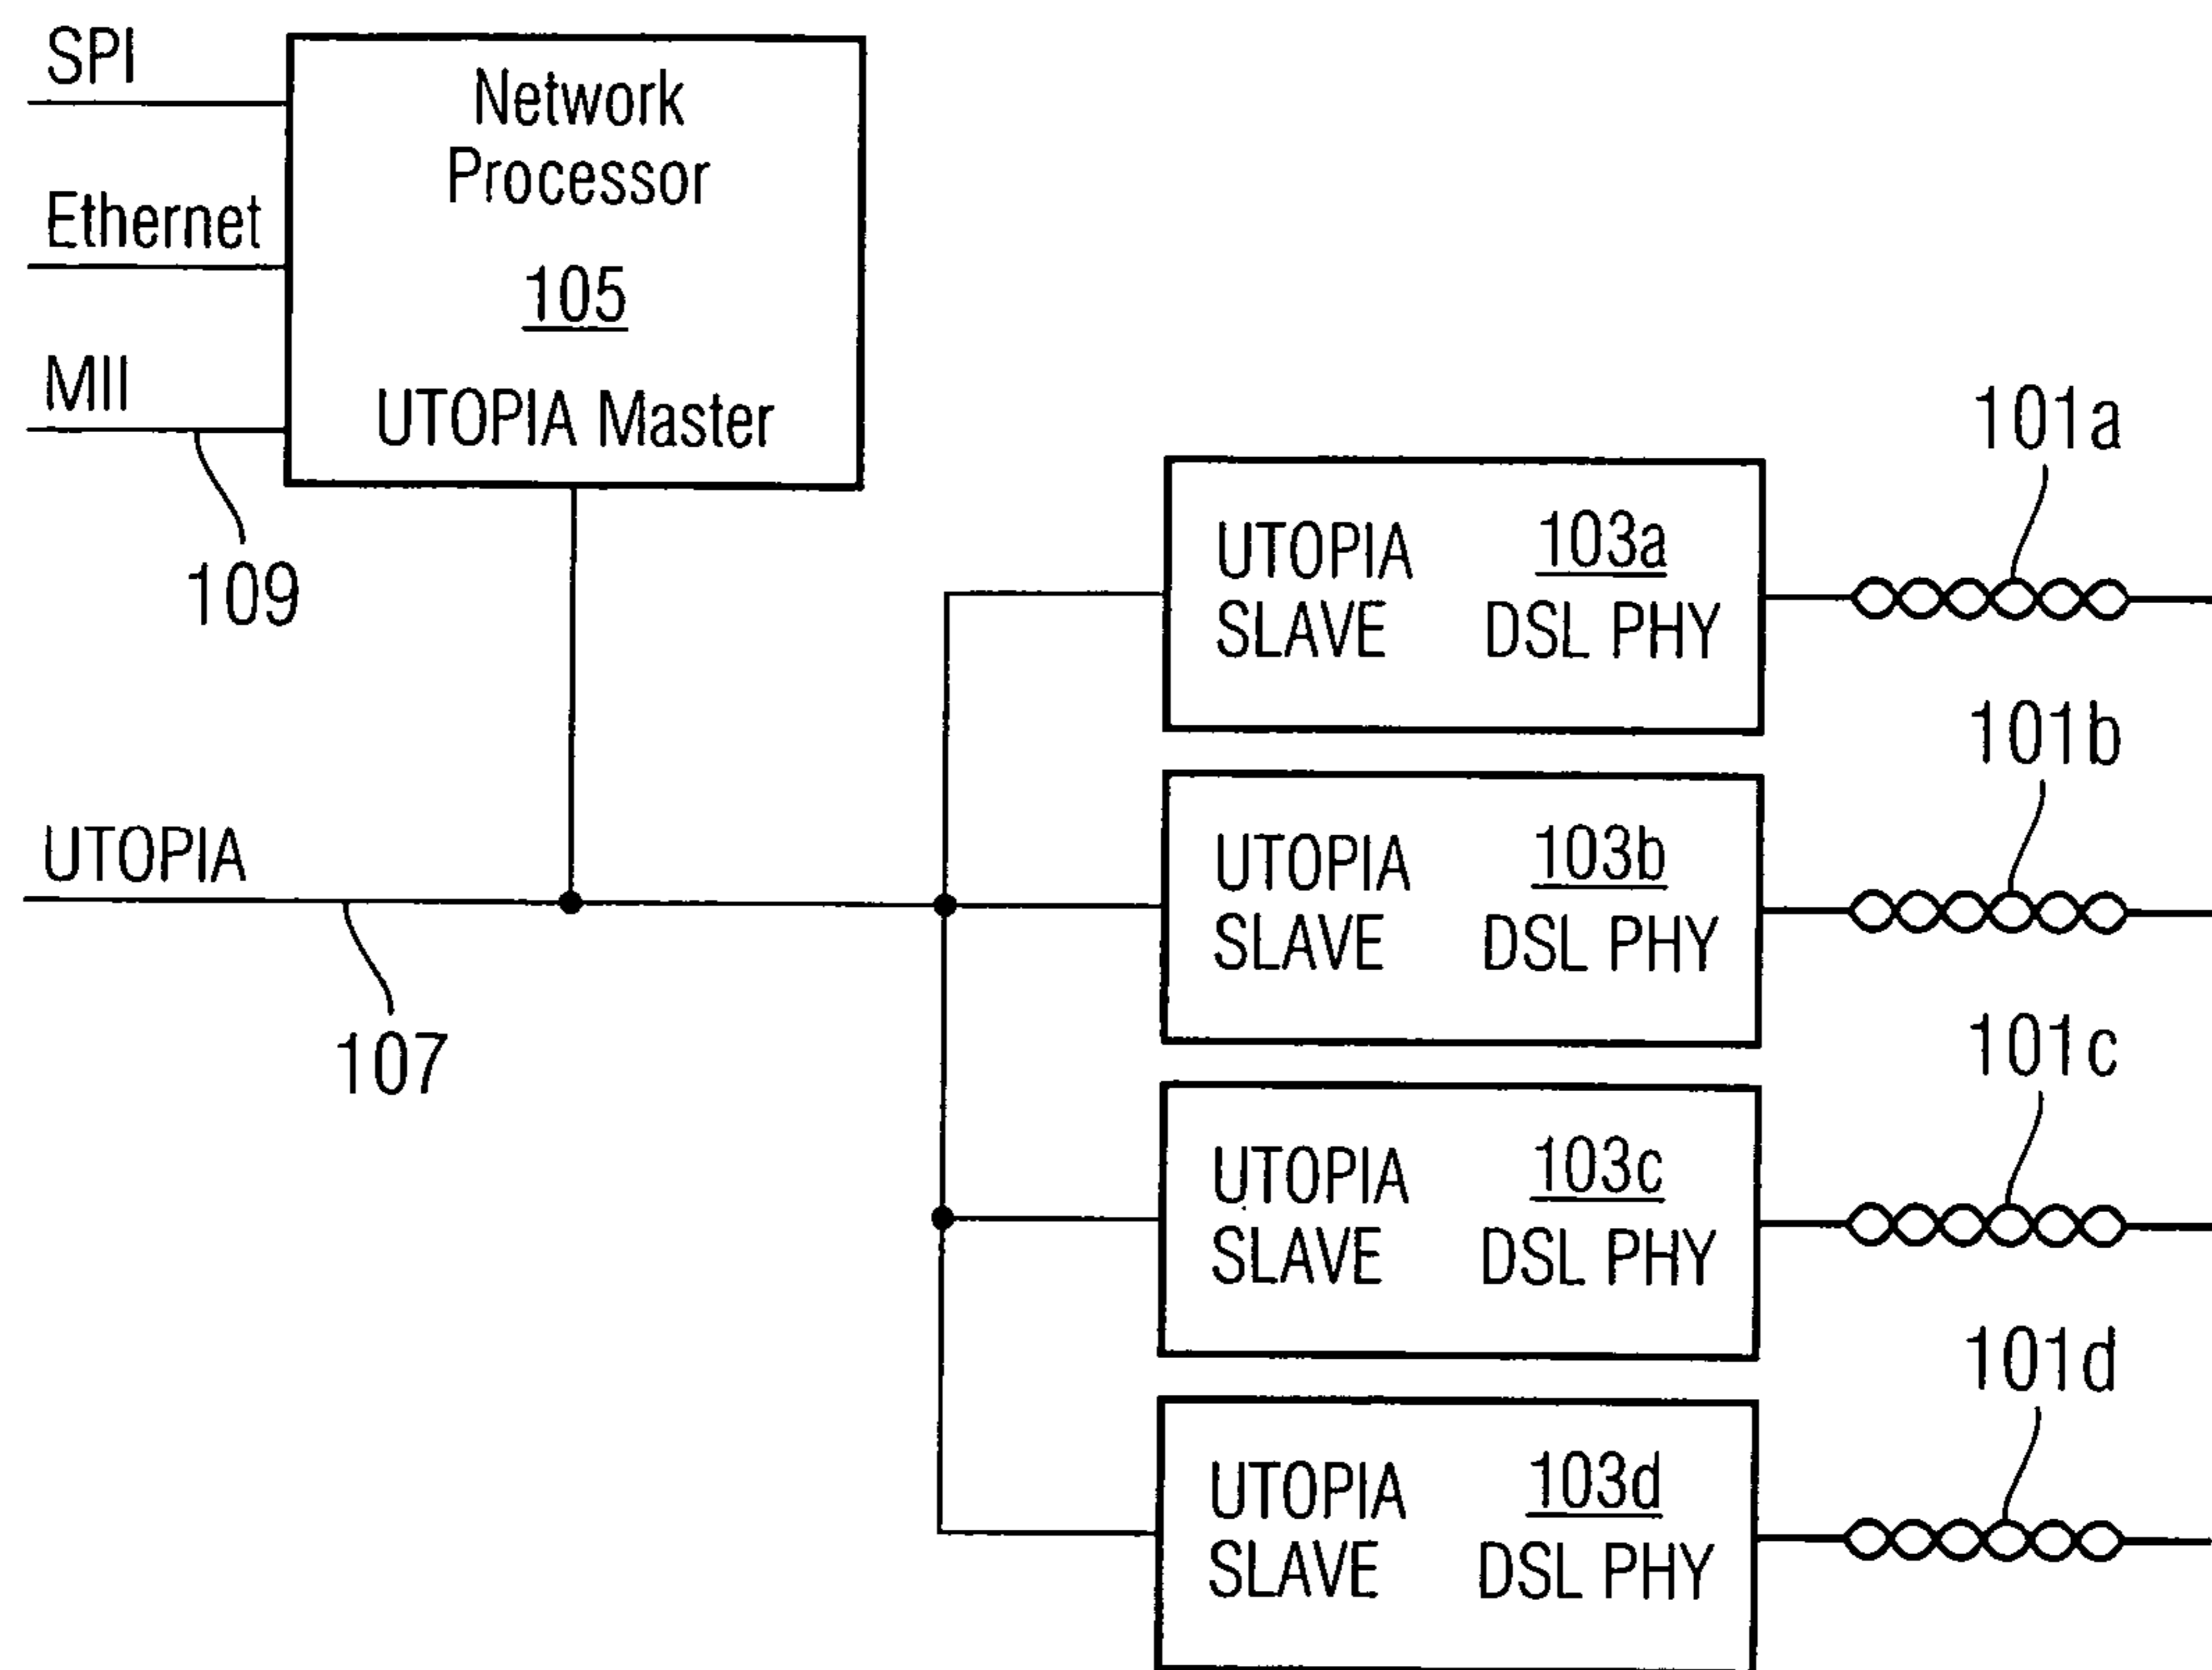 SPI
Ethernet
MII
109
Network
Processor
105
UTOPIA Master
UTOPIA
107
UTOPIA 103a
SLAVE DSL PHY
101a
UTOPIA 103b
SLAVE DSL PHY
101b
UTOPIA 103c
SLAVE DSL PHY
101c
UTOPIA 103d
SLAVE DSL PHY
101d